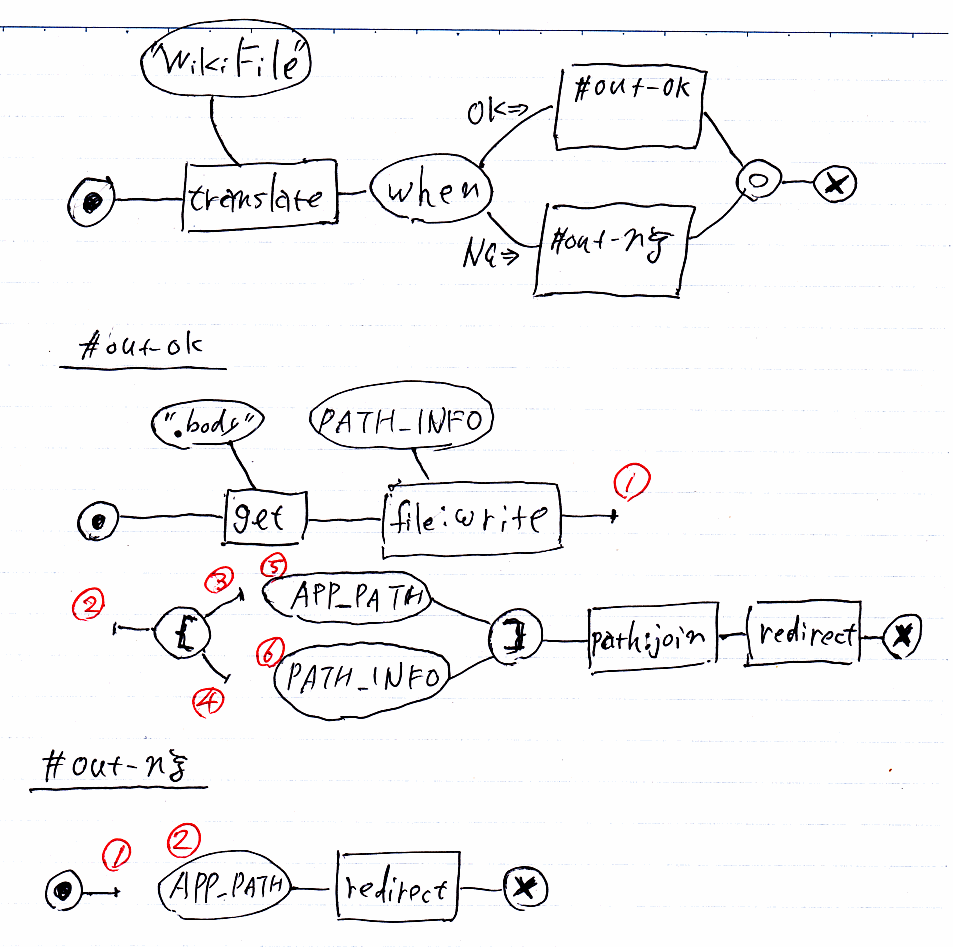 "WikiFile"
#out-ok
OK⇒
translate
when
NG⇒
#out-ng
#out-ok
".body"
PATH_INFO
①
get
file:write
②
③
⑤
APP_PATH
{
}
path:join
redirect
④
⑥
PATH_INFO
#out-ng
①
②
APP_PATH
redirect